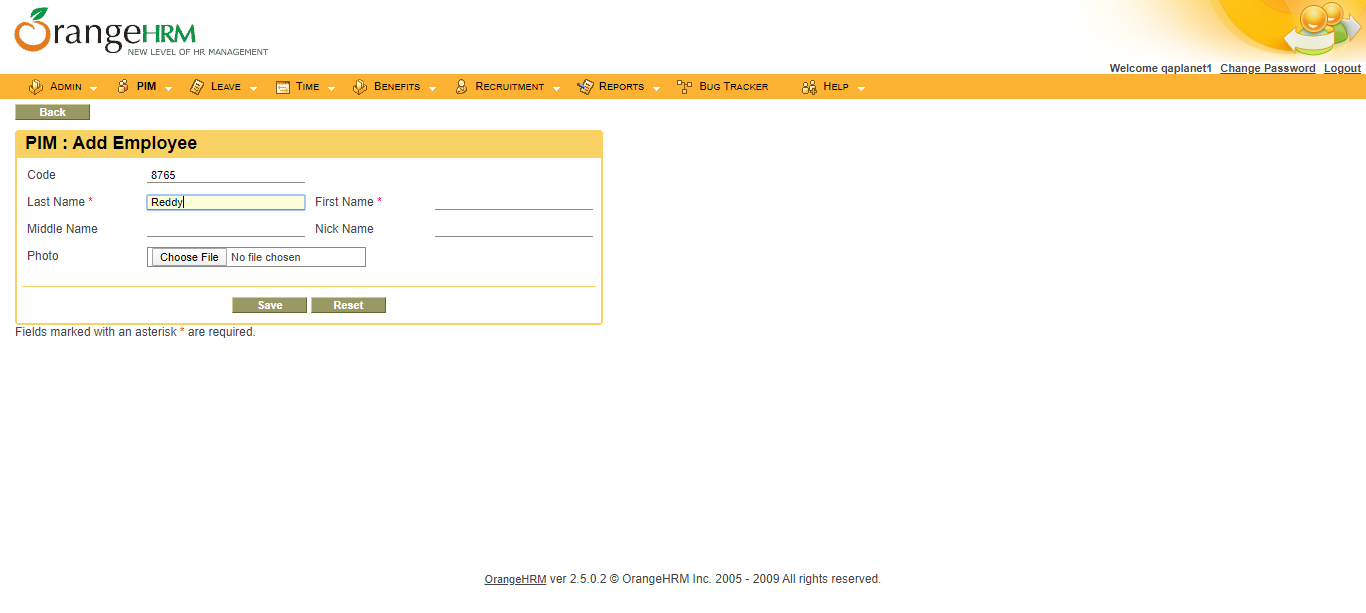 OrangeHRM
NEW LEVEL OF HR MANAGEMENT
Welcome qaplanet1 Change Password Logout
ADMIN PIM LEAVE TIME BENEFITS RECRUITMENT REPORTS BUG TRACKER HELP
Back
PIM : Add Employee
Code 8765
Last Name * Reddy First Name *
Middle Name Nick Name
Photo Choose File No file chosen
Save Reset
Fields marked with an asterisk * are required.
OrangeHRM ver 2.5.0.2 © OrangeHRM Inc. 2005 - 2009 All rights reserved.